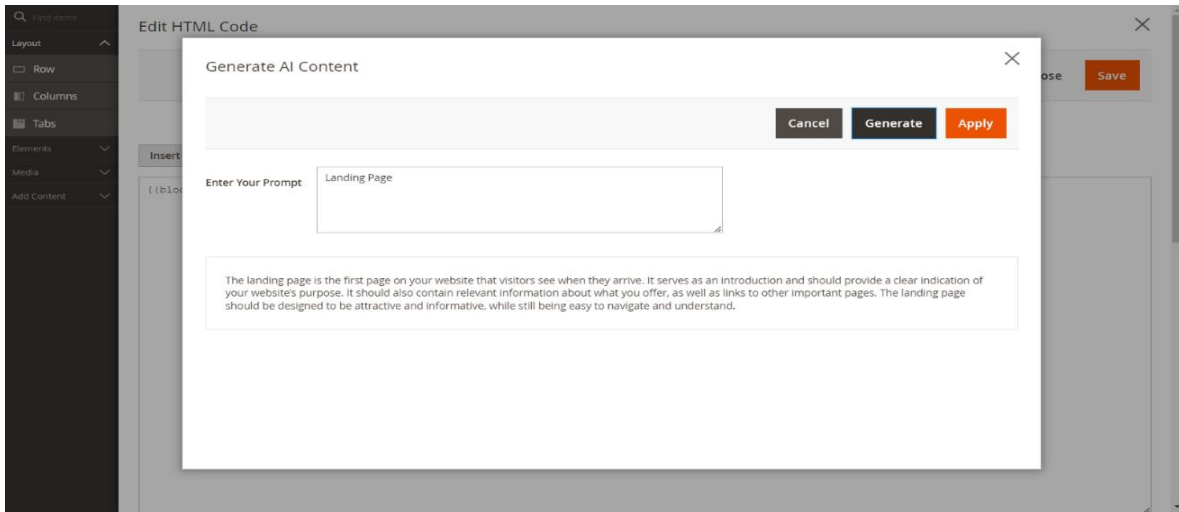 Find items
Edit HTML Code
Layout
Row
Columns
Tabs
Elements
Media
Add Content
Save
Insert
Generate AI Content
Cancel
Generate
Apply
Enter Your Prompt
Landing Page
The landing page is the first page on your website that visitors see when they arrive. It serves as an introduction and should provide a clear indication of
your website's purpose. It should also contain relevant information about what you offer, as well as links to other important pages. The landing page
should be designed to be attractive and informative, while still being easy to navigate and understand.